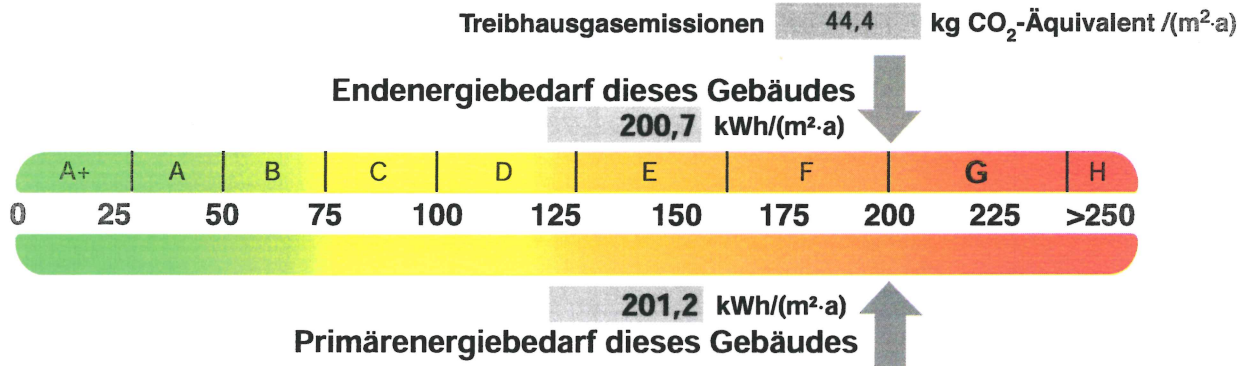 Treibhausgasemissionen 44,4 kg CO₂-Äquivalent /(m²·a)
Endenergiebedarf dieses Gebäudes
200,7 kWh/(m²·a)
A+ A B C D E F G H
0 25 50 75 100 125 150 175 200 225 >250
201,2 kWh/(m²·a)
Primärenergiebedarf dieses Gebäudes